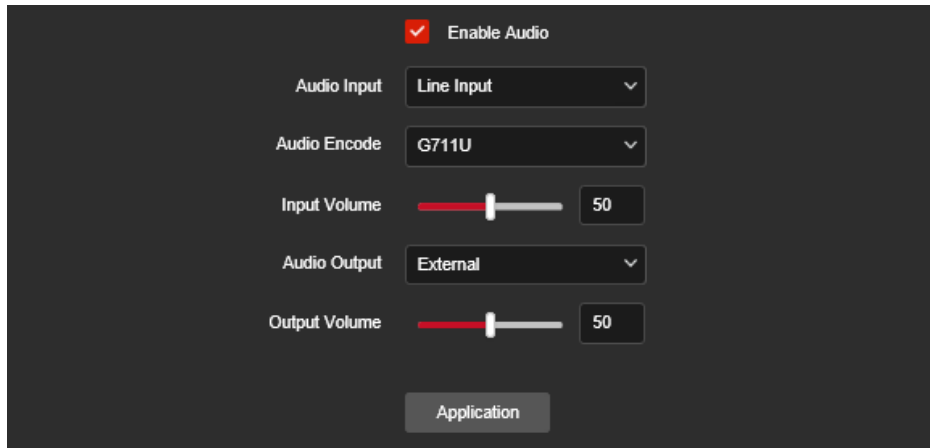 Enable Audio
Audio Input Line Input
Audio Encode G711U
Input Volume 50
Audio Output External
Output Volume 50
Application